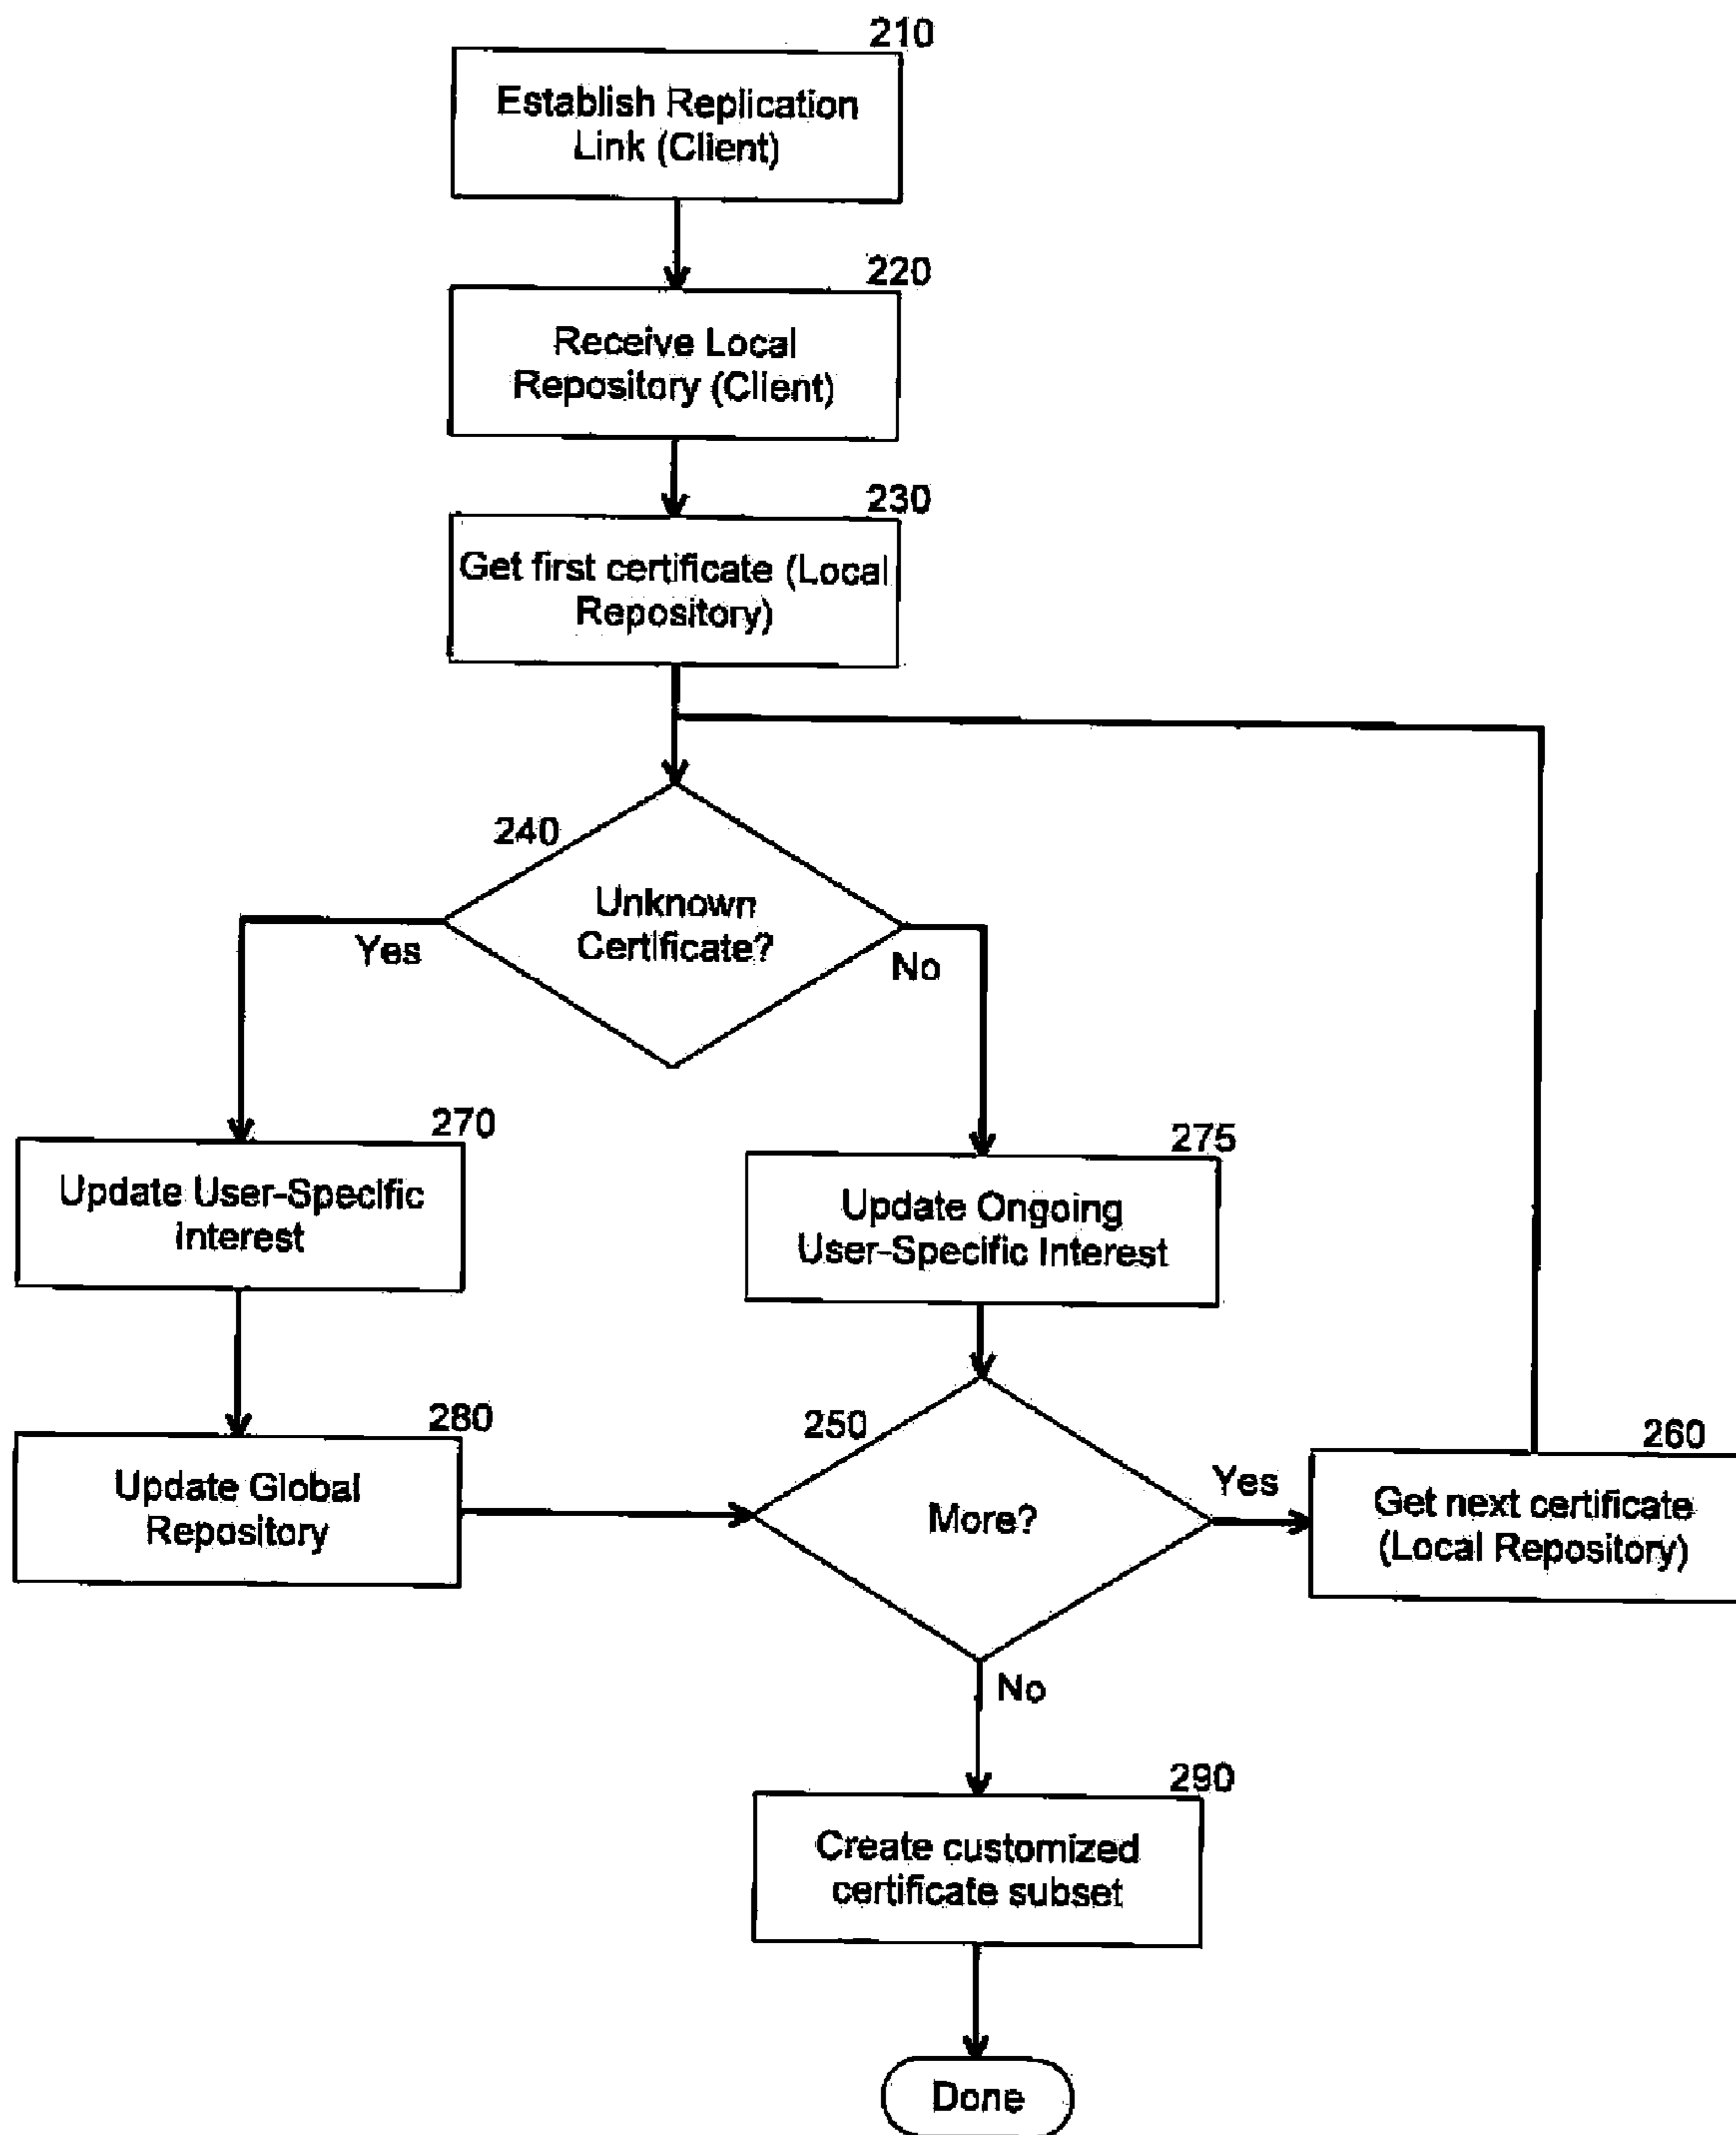 210
Establish Replication
Link (Client)
220
Receive Local
Repository (Client)
230
Get first certificate (Local
Repository)
240
Unknown
Certificate?
Yes
No
270
Update User-Specific
Interest
275
Update Ongoing
User-Specific Interest
280
Update Global
Repository
250
More?
Yes
260
Get next certificate
(Local Repository)
No
290
Create customized
certificate subset
Done